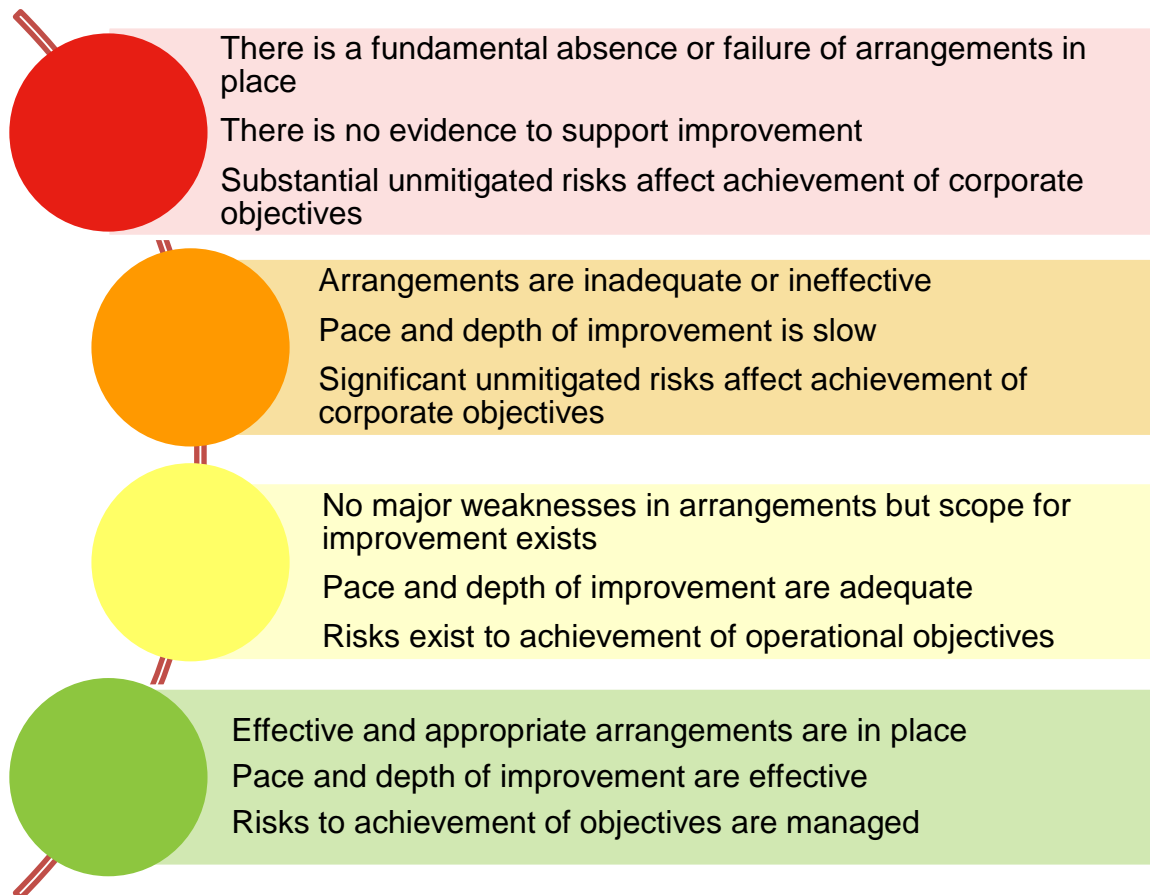 There is a fundamental absence or failure of arrangements in
place
There is no evidence to support improvement
Substantial unmitigated risks affect achievement of corporate
objectives
Arrangements are inadequate or ineffective
Pace and depth of improvement is slow
Significant unmitigated risks affect achievement of
corporate objectives
No major weaknesses in arrangements but scope for
improvement exists
Pace and depth of improvement are adequate
Risks exist to achievement of operational objectives
Effective and appropriate arrangements are in place
Pace and depth of improvement are effective
Risks to achievement of objectives are managed